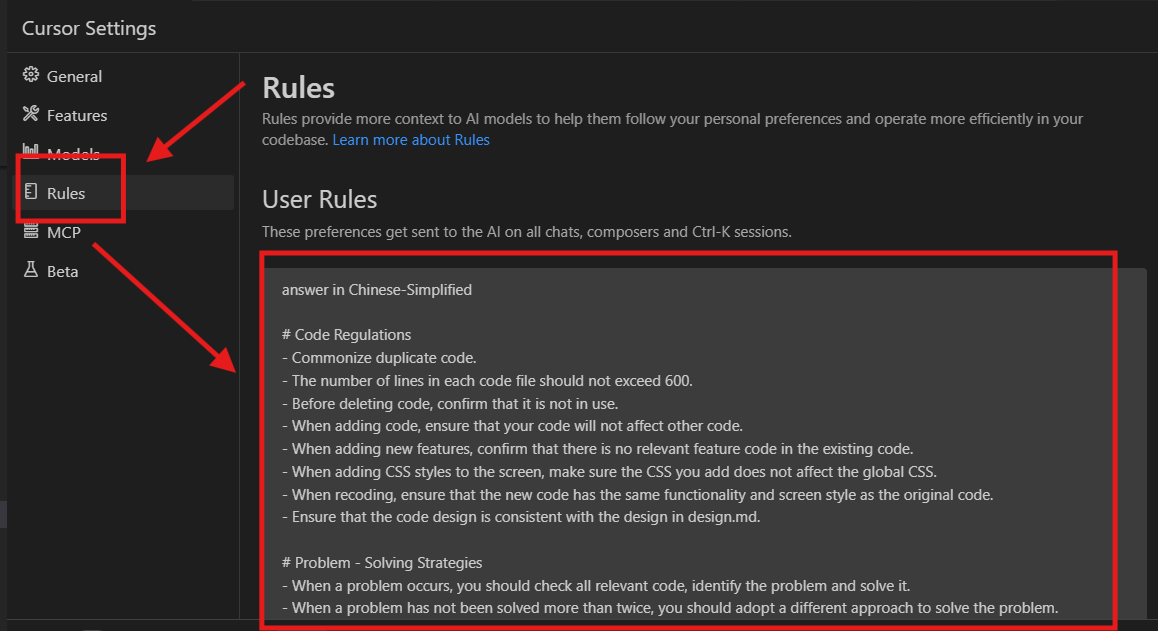 Cursor Settings
General
Features
Models
Rules
MCP
Beta
Rules
Rules provide more context to AI models to help them follow your personal preferences and operate more efficiently in your
codebase. Learn more about Rules
User Rules
These preferences get sent to the AI on all chats, composers and Ctrl-K sessions.
answer in Chinese-Simplified
# Code Regulations
- Commonize duplicate code.
- The number of lines in each code file should not exceed 600.
- Before deleting code, confirm that it is not in use.
- When adding code, ensure that your code will not affect other code.
- When adding new features, confirm that there is no relevant feature code in the existing code.
- When adding CSS styles to the screen, make sure the CSS you add does not affect the global CSS.
- When recoding, ensure that the new code has the same functionality and screen style as the original code.
- Ensure that the code design is consistent with the design in design.md.
# Problem - Solving Strategies
- When a problem occurs, you should check all relevant code, identify the problem and solve it.
- When a problem has not been solved more than twice, you should adopt a different approach to solve the problem.